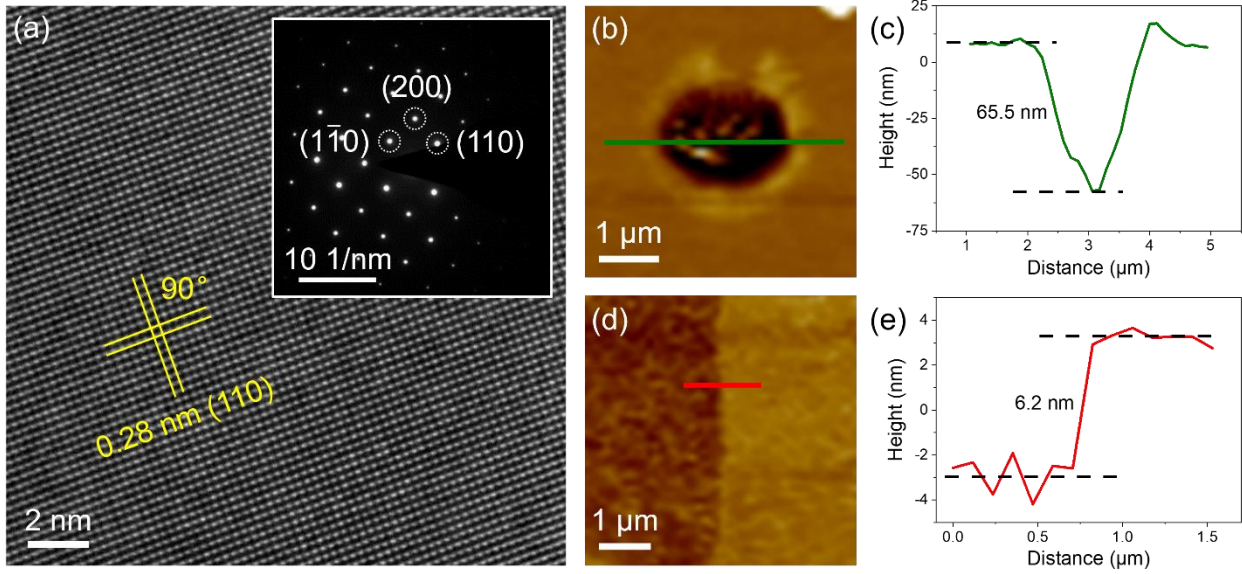 (a)
(200)
(11̄0)
(110)
10 1/nm
90°
0.28 nm (110)
2 nm
(b)
1 µm
(c)
25
0
-25
-50
-75
1
2
3
4
5
Height (nm)
Distance (µm)
65.5 nm
(d)
1 µm
(e)
4
2
0
-2
-4
0.0
0.5
1.0
1.5
Height (nm)
Distance (µm)
6.2 nm